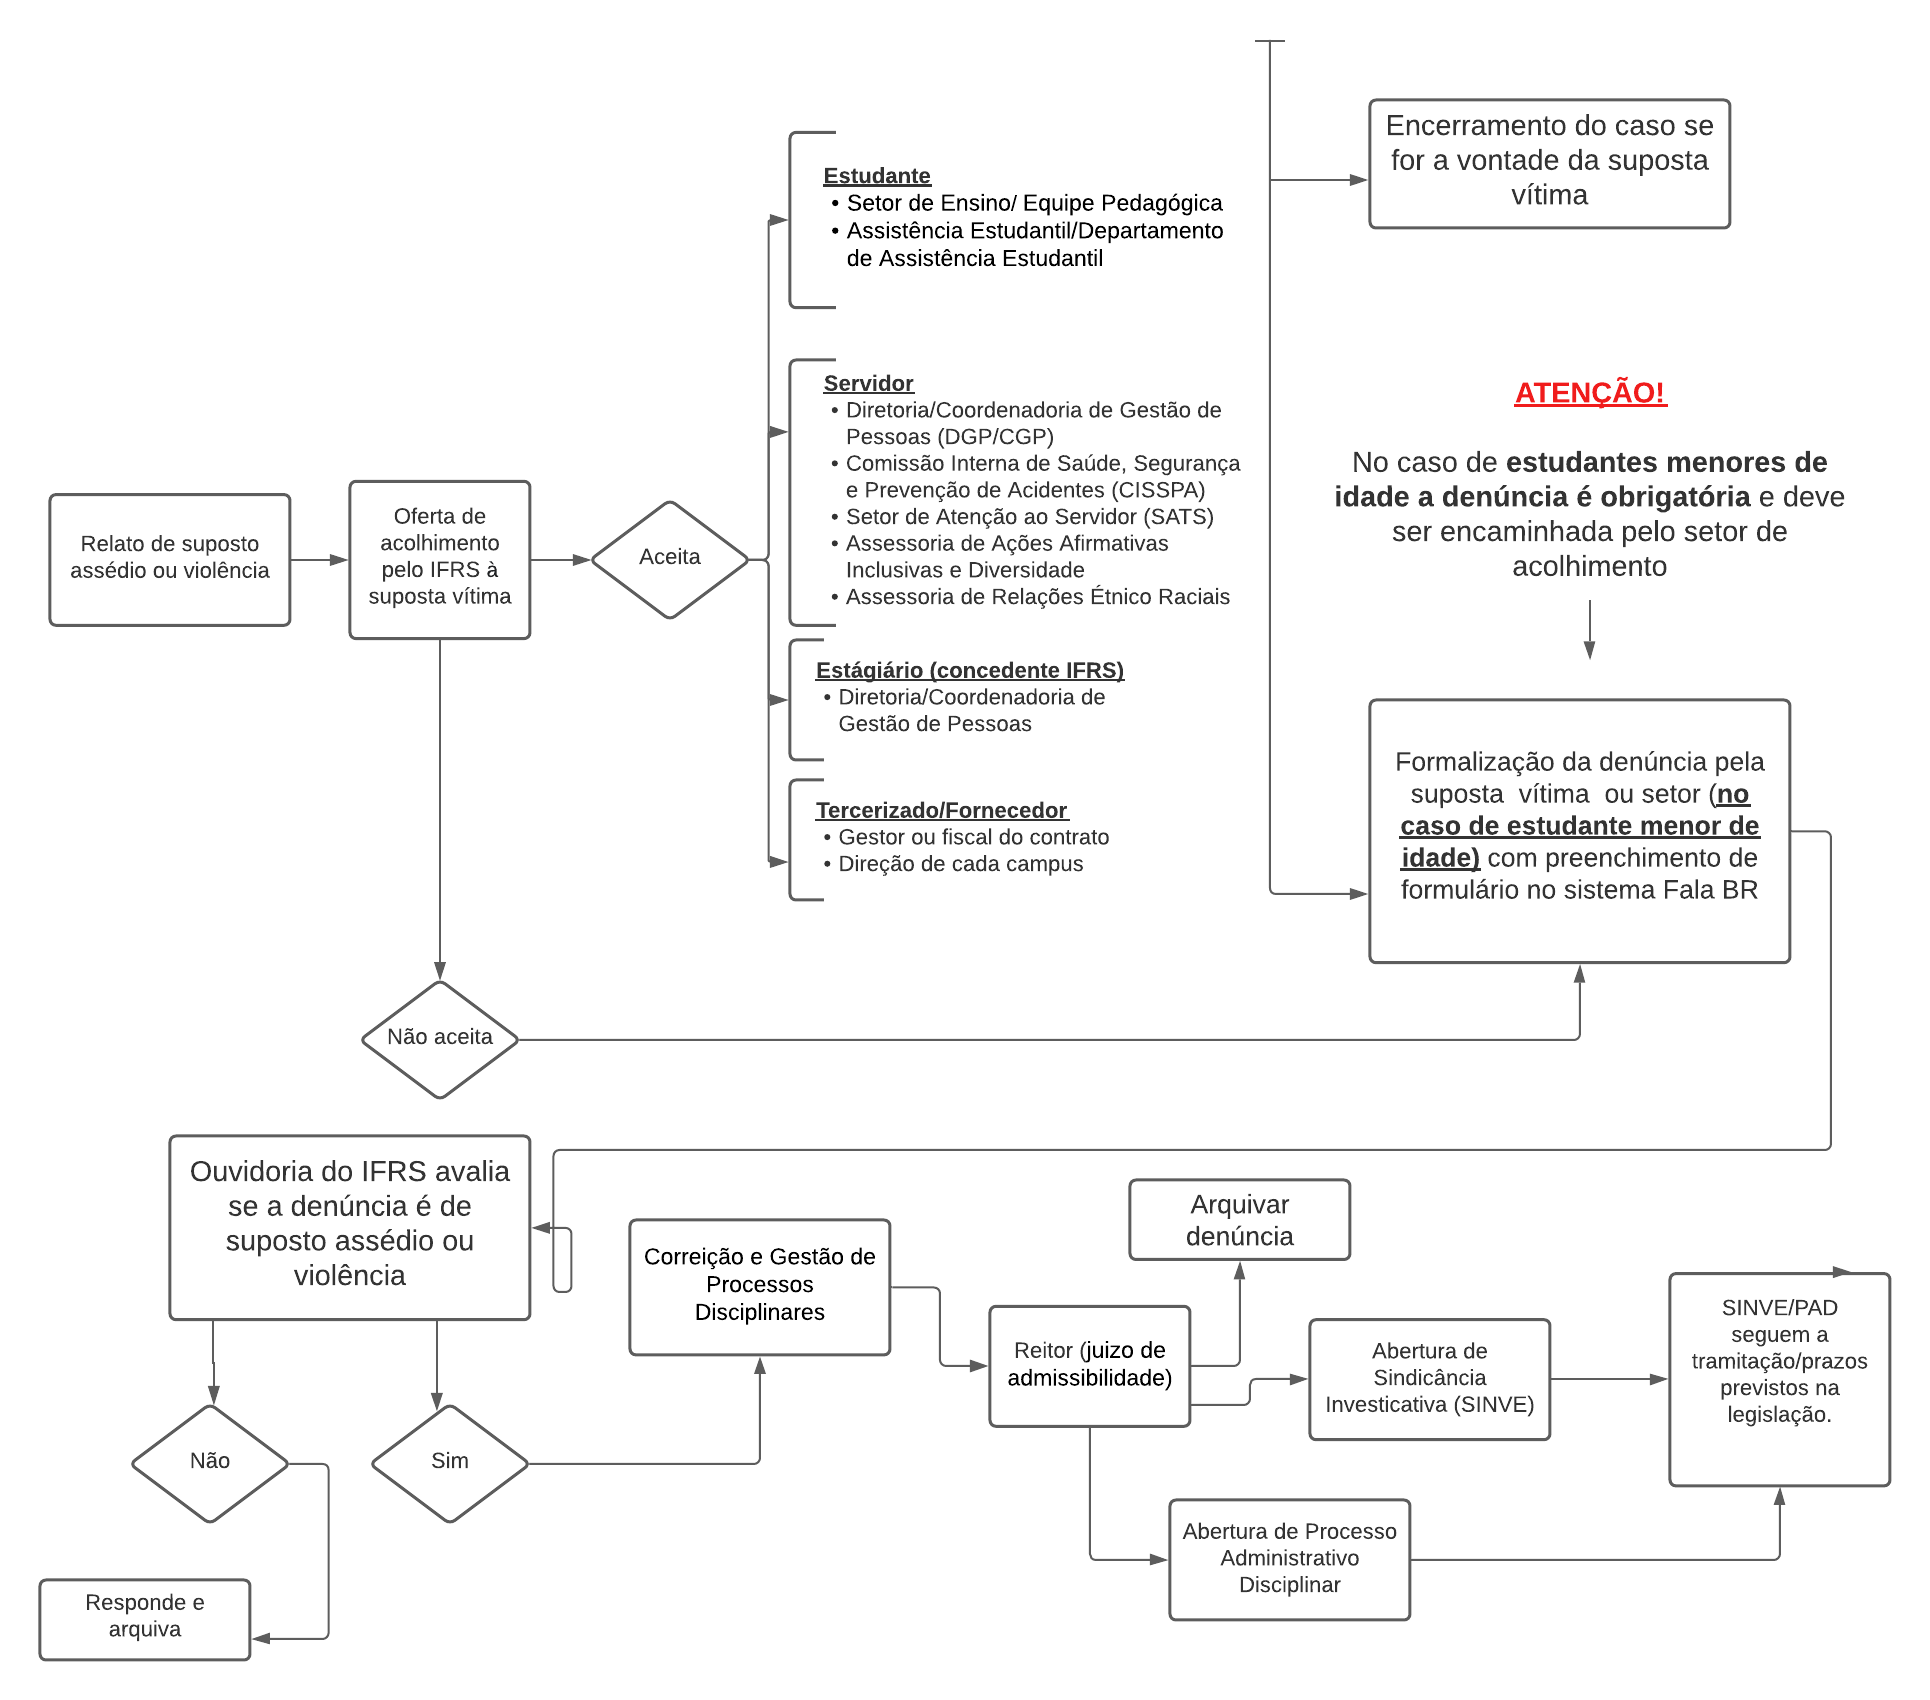 Encerramento do caso se
for a vontade da suposta
vítima
Estudante
• Setor de Ensino/ Equipe Pedagógica
• Assistência Estudantil/Departamento
de Assistência Estudantil
Servidor
• Diretoria/Coordenadoria de Gestão de
Pessoas (DGP/CGP)
• Comissão Interna de Saúde, Segurança
e Prevenção de Acidentes (CISSPA)
• Setor de Atenção ao Servidor (SATS)
• Assessoria de Ações Afirmativas
Inclusivas e Diversidade
• Assessoria de Relações Étnico Raciais
ATENÇÃO!
No caso de estudantes menores de
idade a denúncia é obrigatória e deve
ser encaminhada pelo setor de
acolhimento
Relato de suposto
assédio ou violência
Oferta de
acolhimento
pelo IFRS à
suposta vítima
Aceita
Estágiário (concedente IFRS)
• Diretoria/Coordenadoria de
Gestão de Pessoas
Tercerizado/Fornecedor
• Gestor ou fiscal do contrato
• Direção de cada campus
Formalização da denúncia pela
suposta vítima ou setor (no
caso de estudante menor de
idade) com preenchimento de
formulário no sistema Fala BR
Não aceita
Ouvidoria do IFRS avalia
se a denúncia é de
suposto assédio ou
violência
Correição e Gestão de
Processos
Disciplinares
Arquivar
denúncia
Reitor (juizo de
admissibilidade)
Abertura de
Sindicância
Investicativa (SINVE)
SINVE/PAD
seguem a
tramitação/prazos
previstos na
legislação.
Não
Sim
Abertura de Processo
Administrativo
Disciplinar
Responde e
arquiva